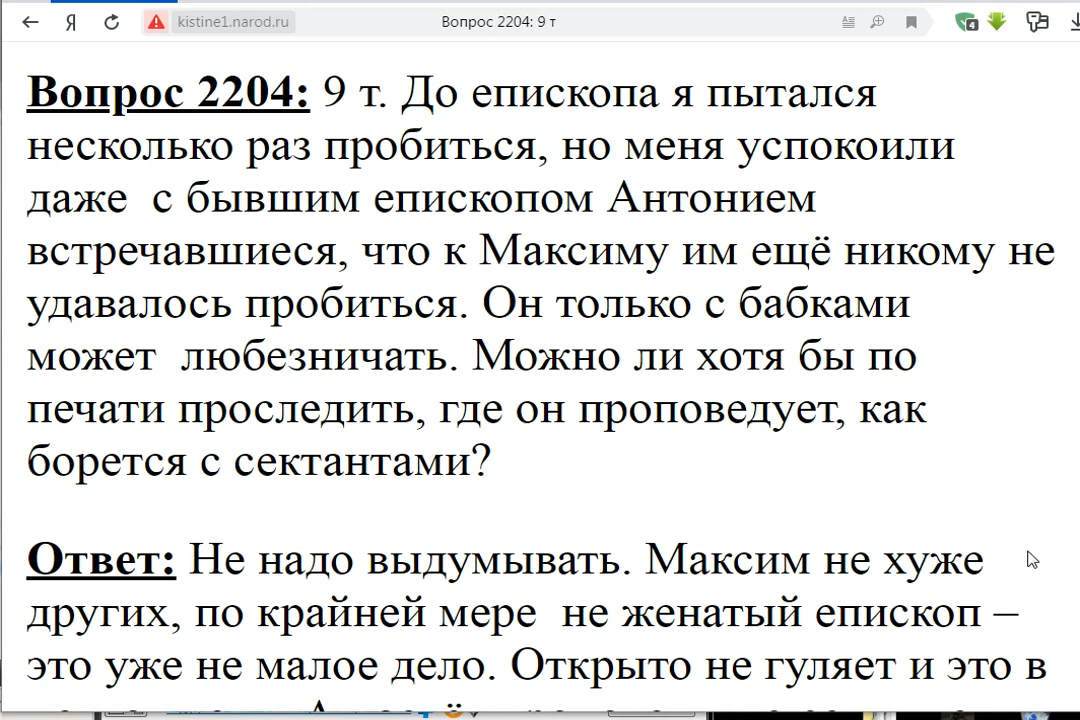 Я kistine1.narod.ru Вопрос 2204: 9 т 4
Вопрос 2204: 9 т. До епископа я пытался
несколько раз пробиться, но меня успокоили
даже с бывшим епископом Антонием
встречавшиеся, что к Максиму им ещё никому не
удавалось пробиться. Он только с бабками
может любезничать. Можно ли хотя бы по
печати проследить, где он проповедует, как
борется с сектантами?
Ответ: Не надо выдумывать. Максим не хуже
других, по крайней мере не женатый епископ –
это уже не малое дело. Открыто не гуляет и это в